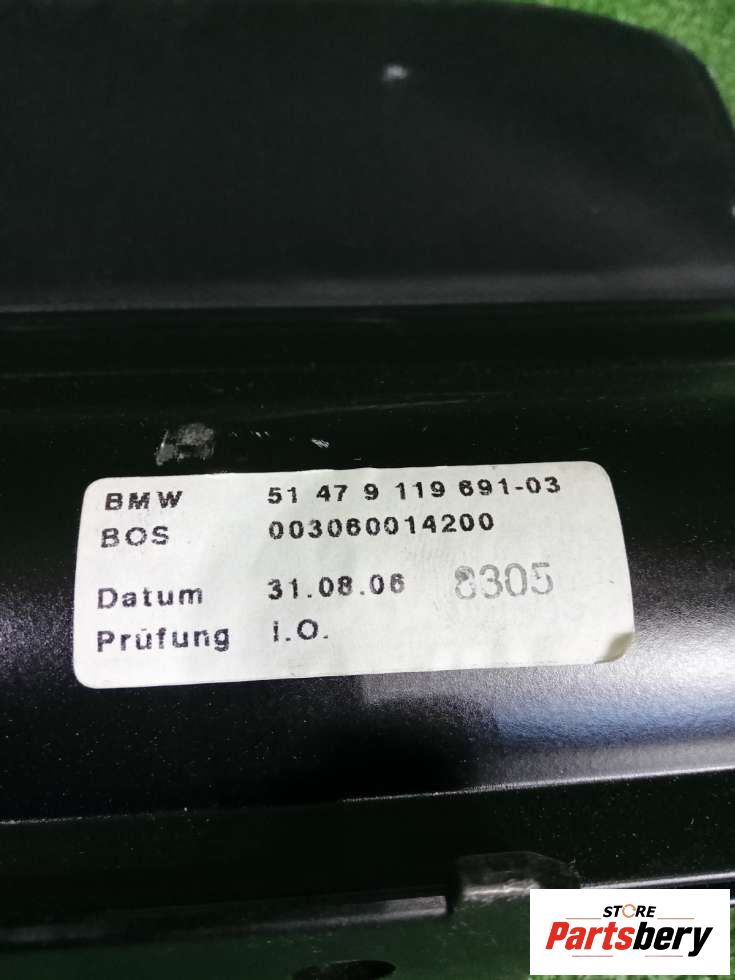 BMW 51 47 9 119 691-03
BOS 003060014200
Datum 31.08.06 8305
Prüfung i.O.
STORE
Partsbery